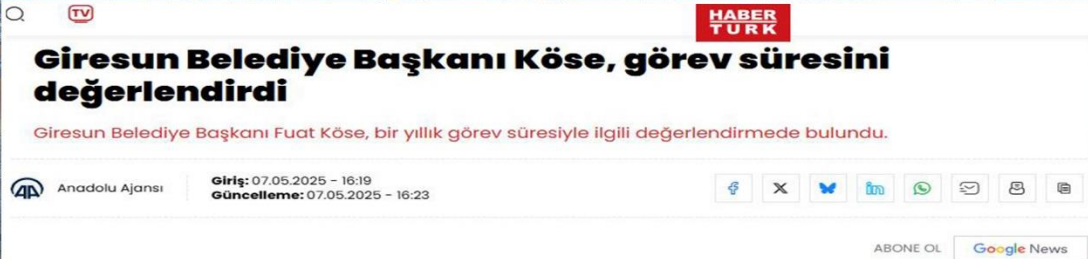 TV
HABER
TURK
Giresun Belediye Başkanı Köse, görev süresini
değerlendirdi
Giresun Belediye Başkanı Fuat Köse, bir yıllık görev süresiyle ilgili değerlendirmede bulundu.
AA
Anadolu Ajansı
Giriş: 07.05.2025 - 16:19
Güncelleme: 07.05.2025 - 16:23
ABONE OL
Google News